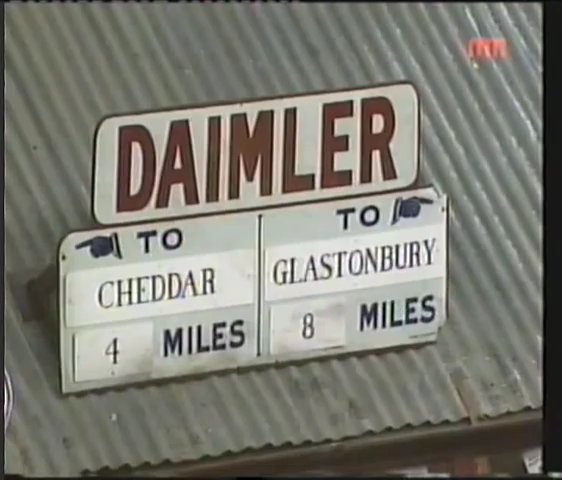 DAIMLER
TO
CHEDDAR
4 MILES
TO
GLASTONBURY
8 MILES